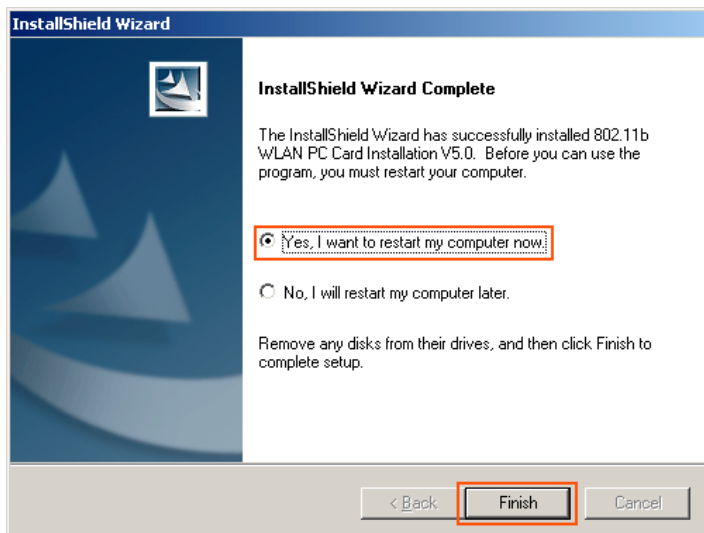 InstallShield Wizard
InstallShield Wizard Complete
The InstallShield Wizard has successfully installed 802.11b
WLAN PC Card Installation V5.0.  Before you can use the
program, you must restart your computer.
Yes, I want to restart my computer now.
No, I will restart my computer later.
Remove any disks from their drives, and then click Finish to
complete setup.
< Back
Finish
Cancel